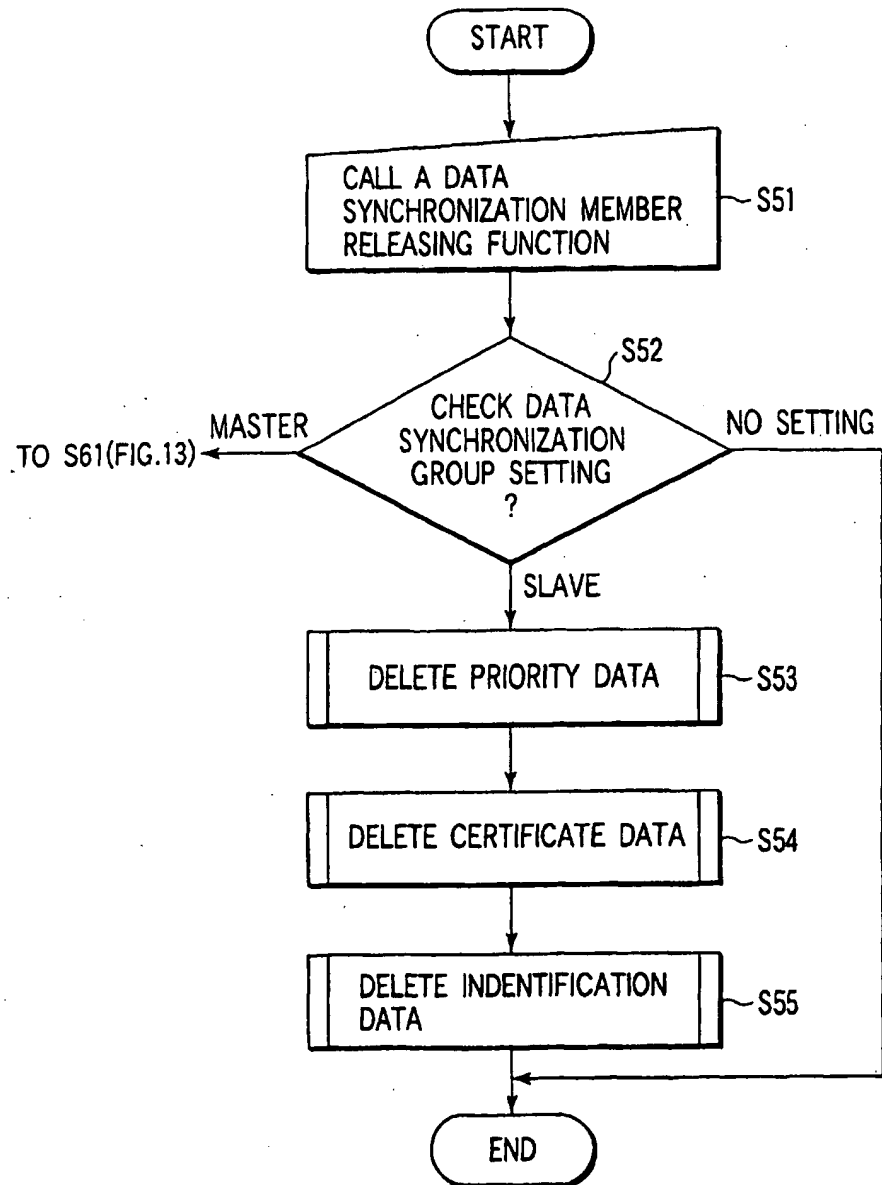 START
CALL A DATA
SYNCHRONIZATION MEMBER
RELEASING FUNCTION
S51
S52
CHECK DATA
SYNCHRONIZATION
GROUP SETTING
?
MASTER
TO S61(FIG.13)
NO SETTING
SLAVE
DELETE PRIORITY DATA
S53
DELETE CERTIFICATE DATA
S54
DELETE INDENTIFICATION
DATA
S55
END